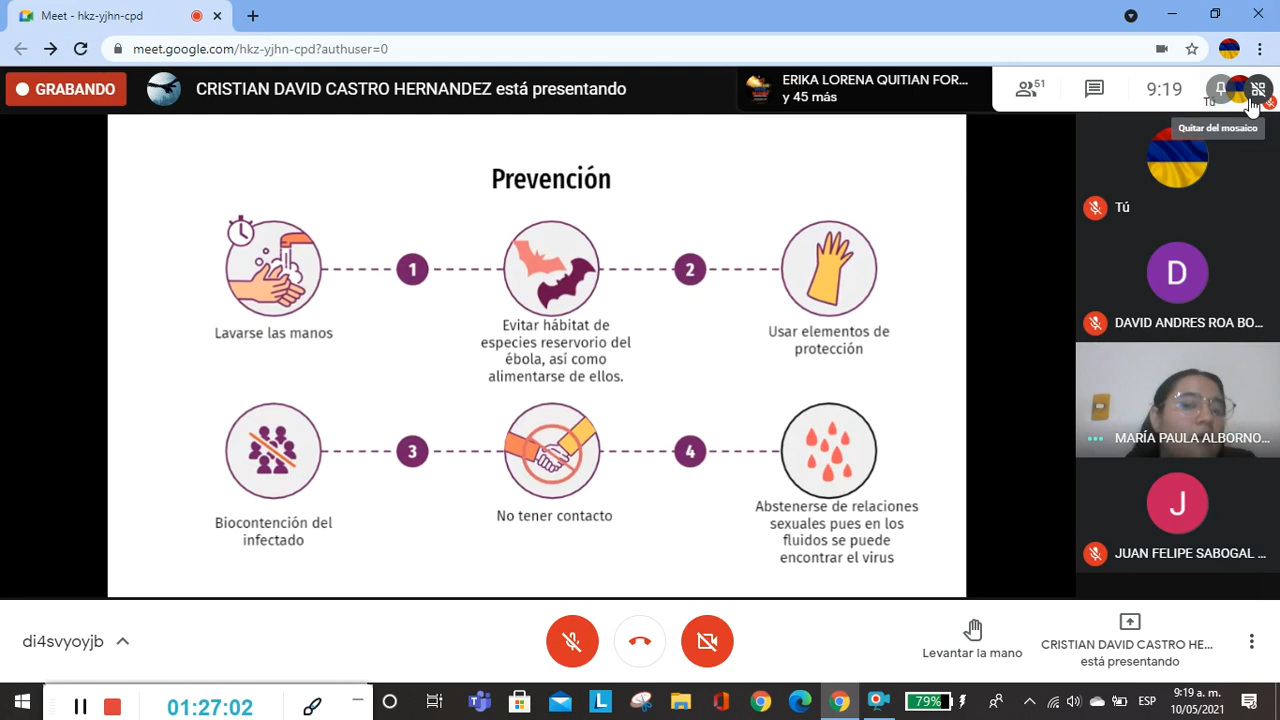 Meet - hkz-yjhn-cpd
meet.google.com/hkz-yjhn-cpd?authuser=0
GRABANDO
CRISTIAN DAVID CASTRO HERNANDEZ está presentando
ERIKA LORENA QUITIAN FOR...
y 45 más
51
9:19
Tú
Quitar del mosaico
Prevención
1
2
Lavarse las manos
Evitar hábitat de
especies reservorio del
ébola, así como
alimentarse de ellos.
Usar elementos de
protección
3
4
Biocontención del
infectado
No tener contacto
Abstenerse de relaciones
sexuales pues en los
fluidos se puede
encontrar el virus
Tú
D
DAVID ANDRES ROA BO...
MARÍA PAULA ALBORNO...
J
JUAN FELIPE SABOGAL ...
di4svyoyjb
Levantar la mano
CRISTIAN DAVID CASTRO HE...
está presentando
01:27:02
L
79%
ESP
9:19 a. m.
10/05/2021